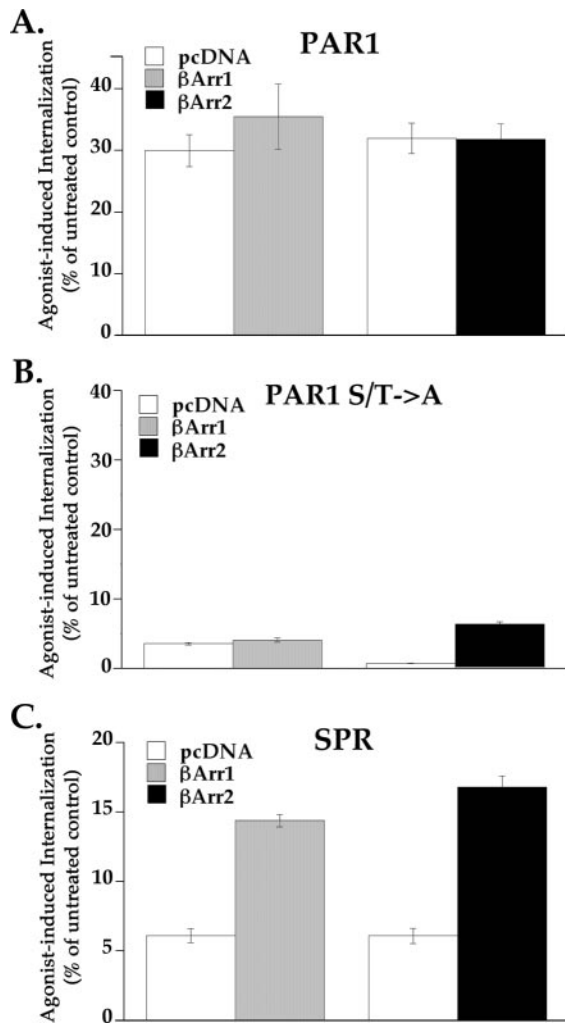 A.
PAR1
pcDNA
βArr1
βArr2
Agonist-induced Internalization
(% of untreated control)
40
30
20
10
0
B.
PAR1 S/T->A
pcDNA
βArr1
βArr2
Agonist-induced Internalization
(% of untreated control)
40
30
20
10
0
C.
SPR
pcDNA
βArr1
βArr2
Agonist-induced Internalization
(% of untreated control)
20
15
10
5
0